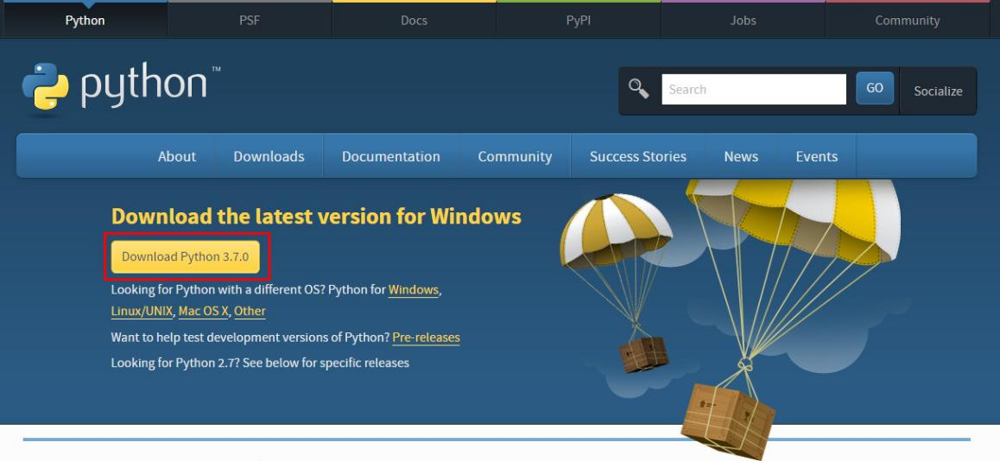 Python PSF Docs PyPI Jobs Community
python™
Search GO Socialize
About Downloads Documentation Community Success Stories News Events
Download the latest version for Windows
Download Python 3.7.0
Looking for Python with a different OS? Python for Windows,
Linux/UNIX, Mac OS X, Other
Want to help test development versions of Python? Pre-releases
Looking for Python 2.7? See below for specific releases